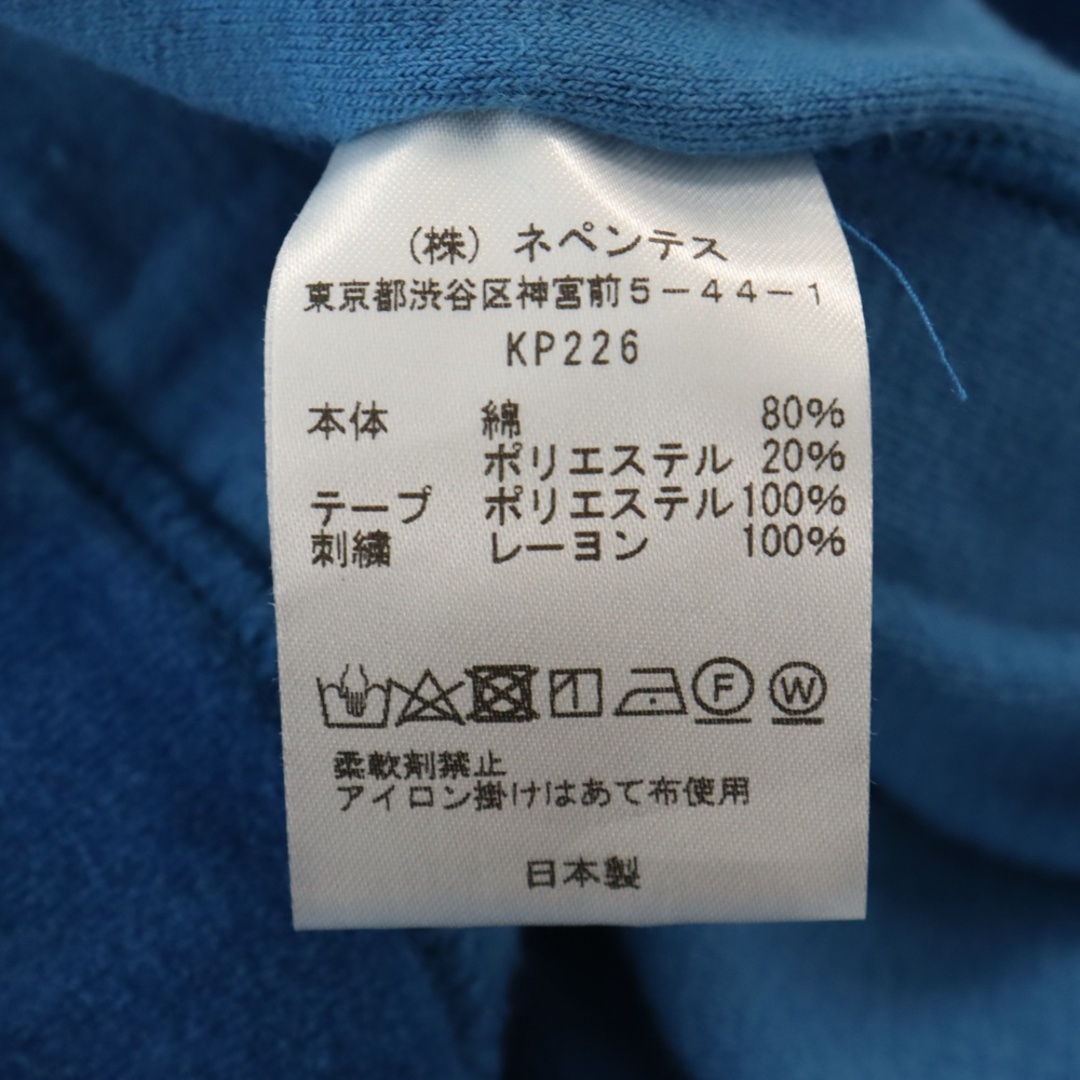 （株）ネペンテス
東京都渋谷区神宮前５−４４−１
KP226
本体 綿 80%
ポリエステル 20%
テープ ポリエステル 100%
刺繍 レーヨン 100%
F W
柔軟剤禁止
アイロン掛けはあて布使用
日本製